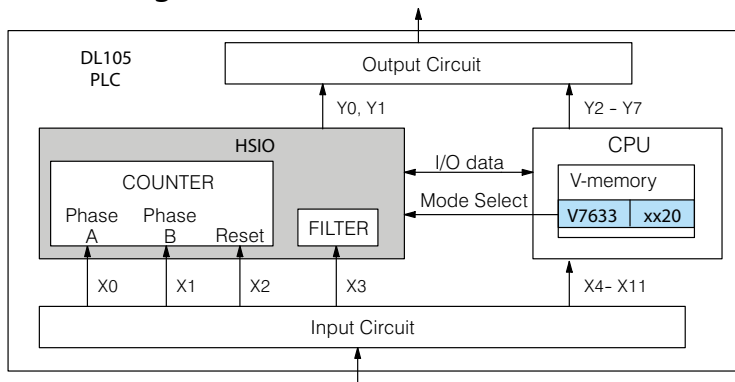 DL105
PLC
Output Circuit
Y0, Y1
Y2 - Y7
HSIO
CPU
COUNTER
I/O data
V-memory
Mode Select
V7633 xx20
Phase
A
Phase
B
Reset
FILTER
X0
X1
X2
X3
X4- X11
Input Circuit